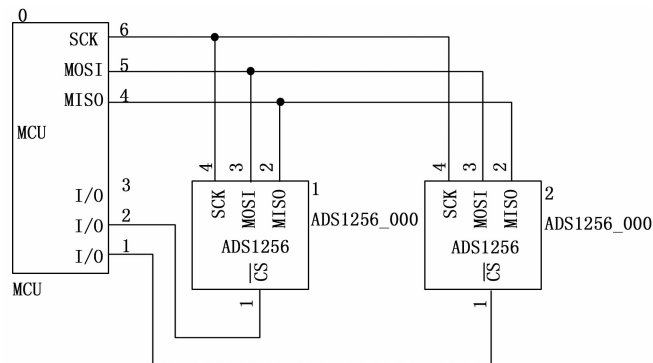 0
SCK 6
MOSI 5
MISO 4
MCU
I/O 3
I/O 2
I/O 1
MCU
4 3 2
SCK MOSI MISO
1
ADS1256_000
ADS1256
CS
1
4 3 2
SCK MOSI MISO
2
ADS1256_000
ADS1256
CS
1